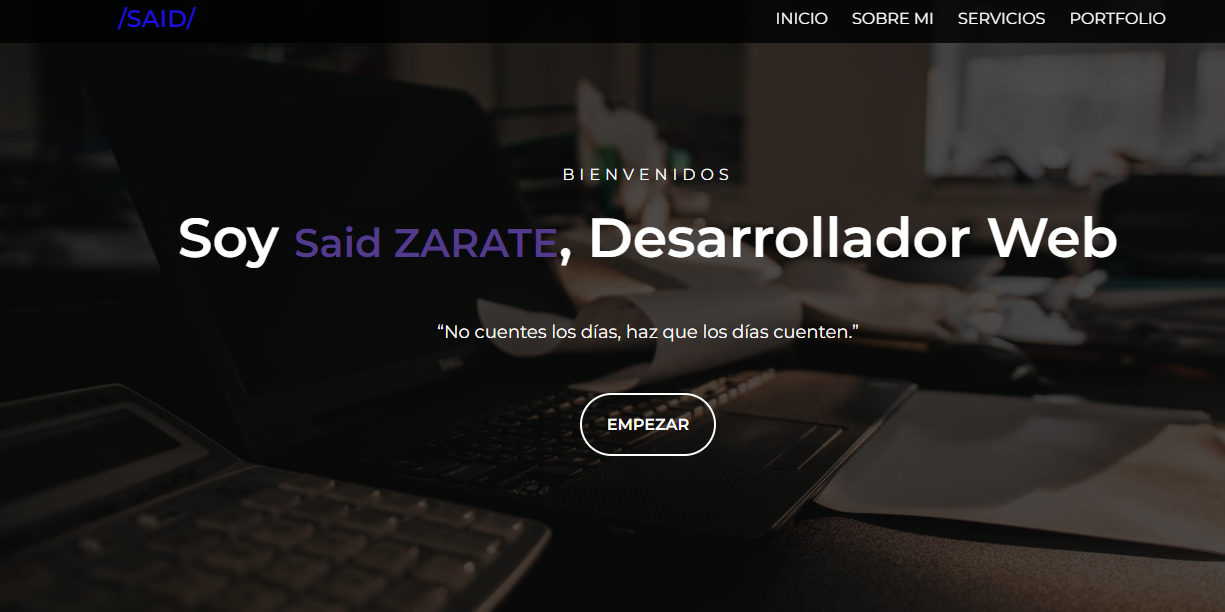 /SAID/
INICIO SOBRE MI SERVICIOS PORTFOLIO
BIENVENIDOS
Soy Said ZARATE, Desarrollador Web
“No cuentes los días, haz que los días cuenten.”
EMPEZAR